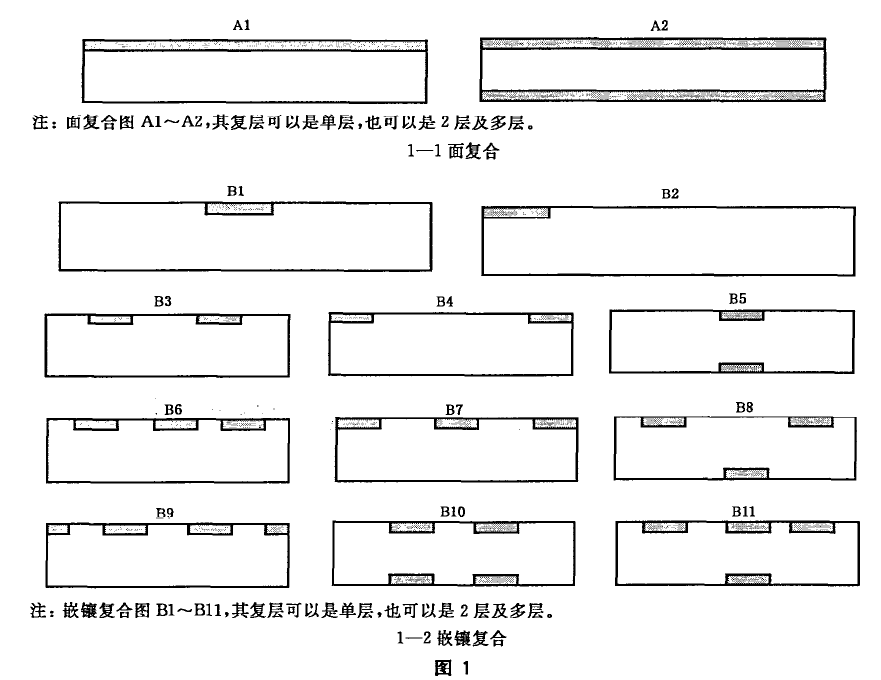 A1 A2
注：面复合图 A1～A2,其复层可以是单层,也可以是 2 层及多层。
1—1 面复合
B1 B2
B3 B4 B5
B6 B7 B8
B9 B10 B11
注：嵌镶复合图 B1～B11,其复层可以是单层,也可以是 2 层及多层。
1—2 嵌镶复合
图 1